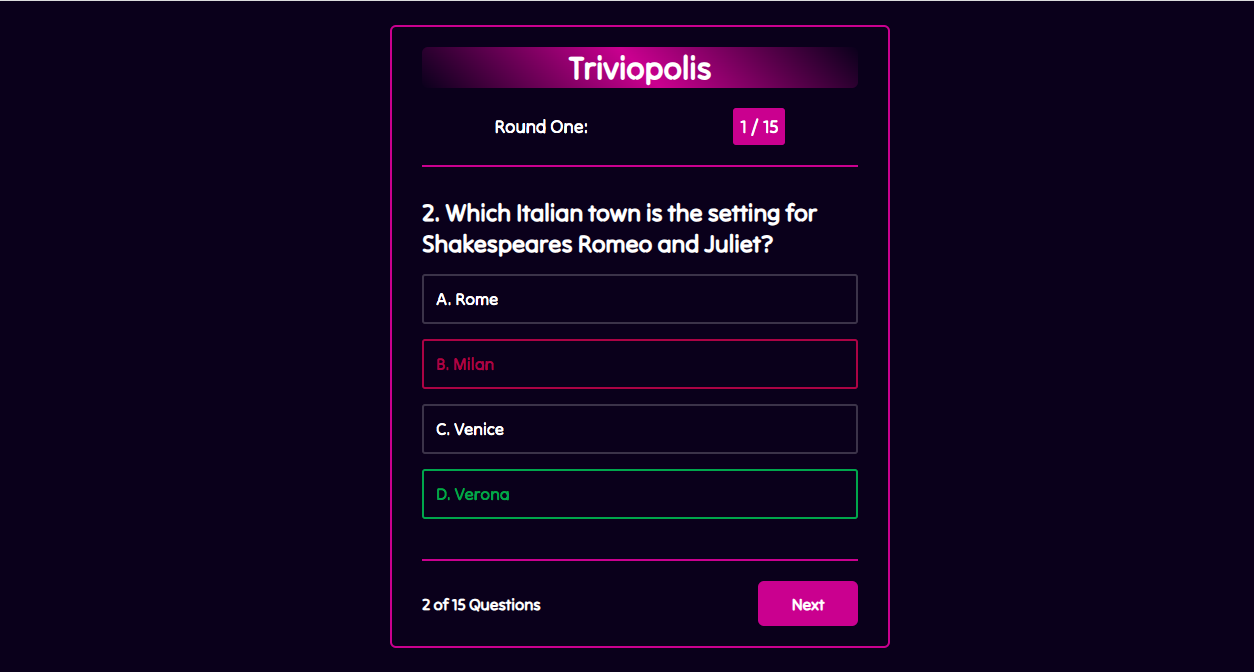 Triviopolis
Round One:
1 / 15
2. Which Italian town is the setting for
Shakespeares Romeo and Juliet?
A. Rome
B. Milan
C. Venice
D. Verona
2 of 15 Questions
Next